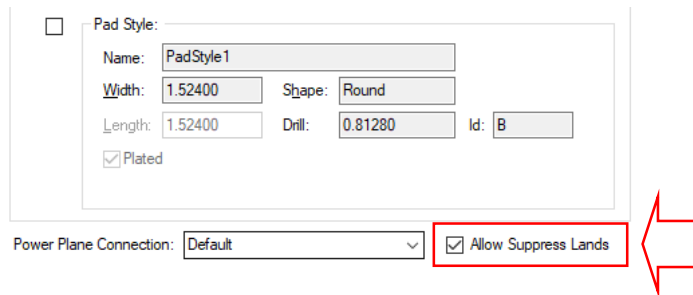 Pad Style:
Name: PadStyle1
Width: 1.52400 Shape: Round
Length: 1.52400 Drill: 0.81280 Id: B
Plated
Power Plane Connection: Default Allow Suppress Lands